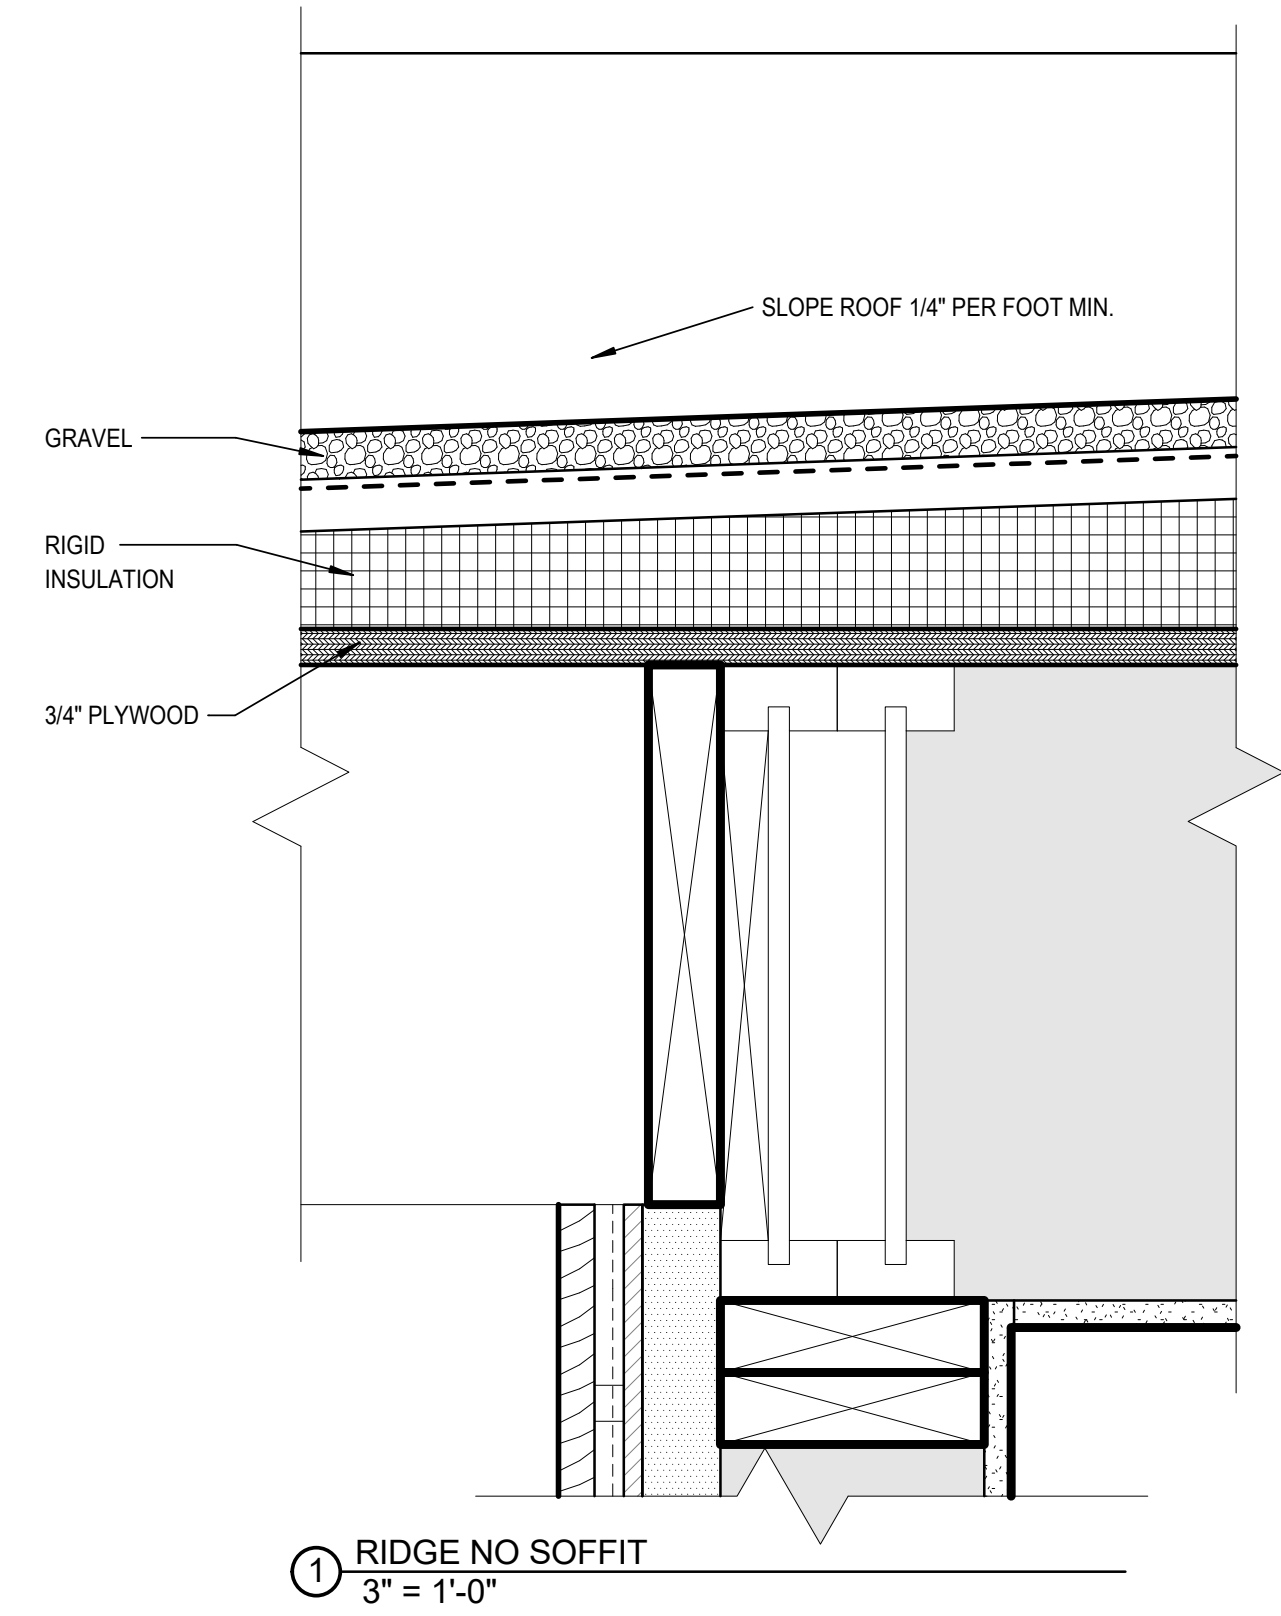 SLOPE ROOF 1/4" PER FOOT MIN.
GRAVEL
RIGID
INSULATION
3/4" PLYWOOD
1
RIDGE NO SOFFIT
3" = 1'-0"